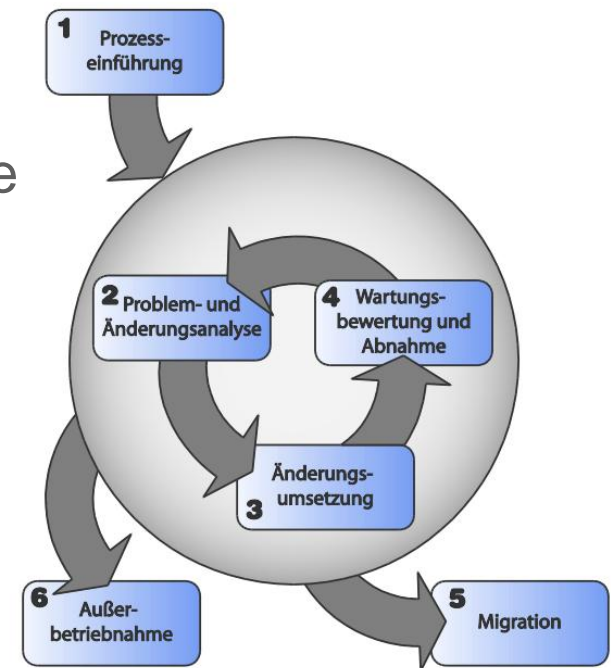 1 Prozess-
einführung
e
2 Problem- und
Änderungsanalyse
4 Wartungs-
bewertung und
Abnahme
Änderungs-
3 umsetzung
6 Außer-
betriebnahme
5 Migration